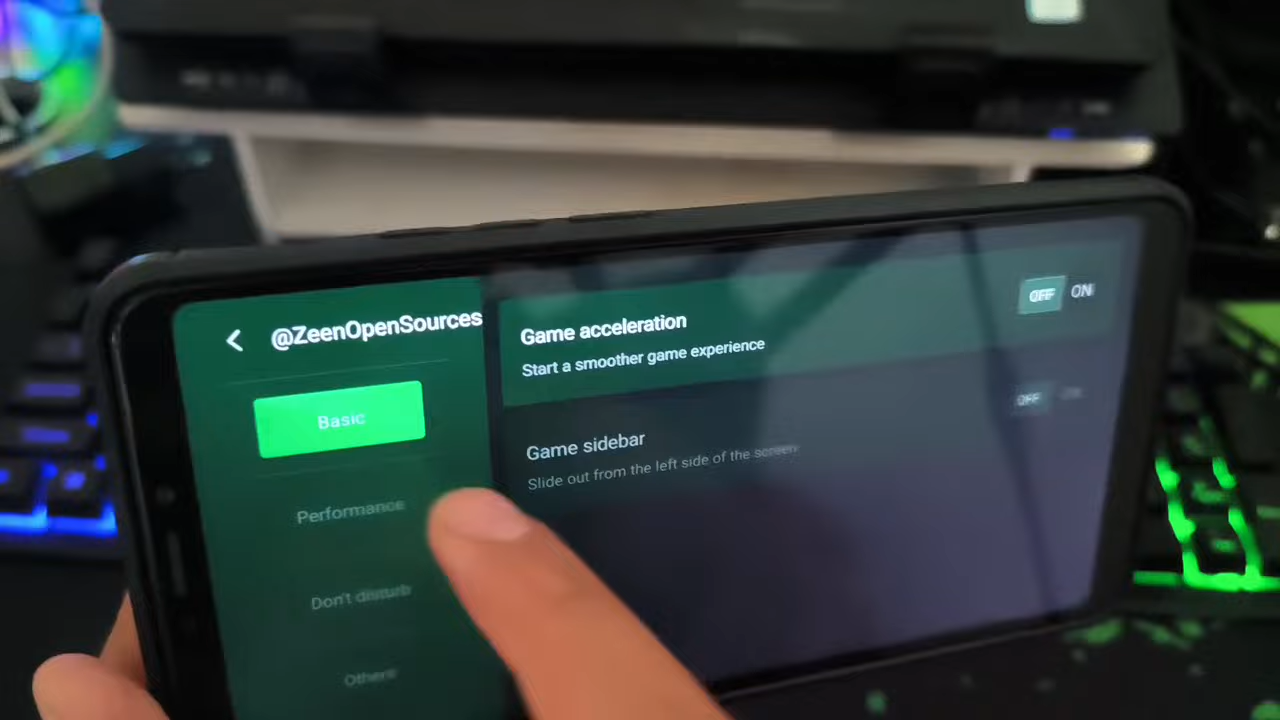 @ZeenOpenSources
Basic
Performance
Don't disturb
Others
Game acceleration
Start a smoother game experience
OFF ON
Game sidebar
Slide out from the left side of the screen
OFF